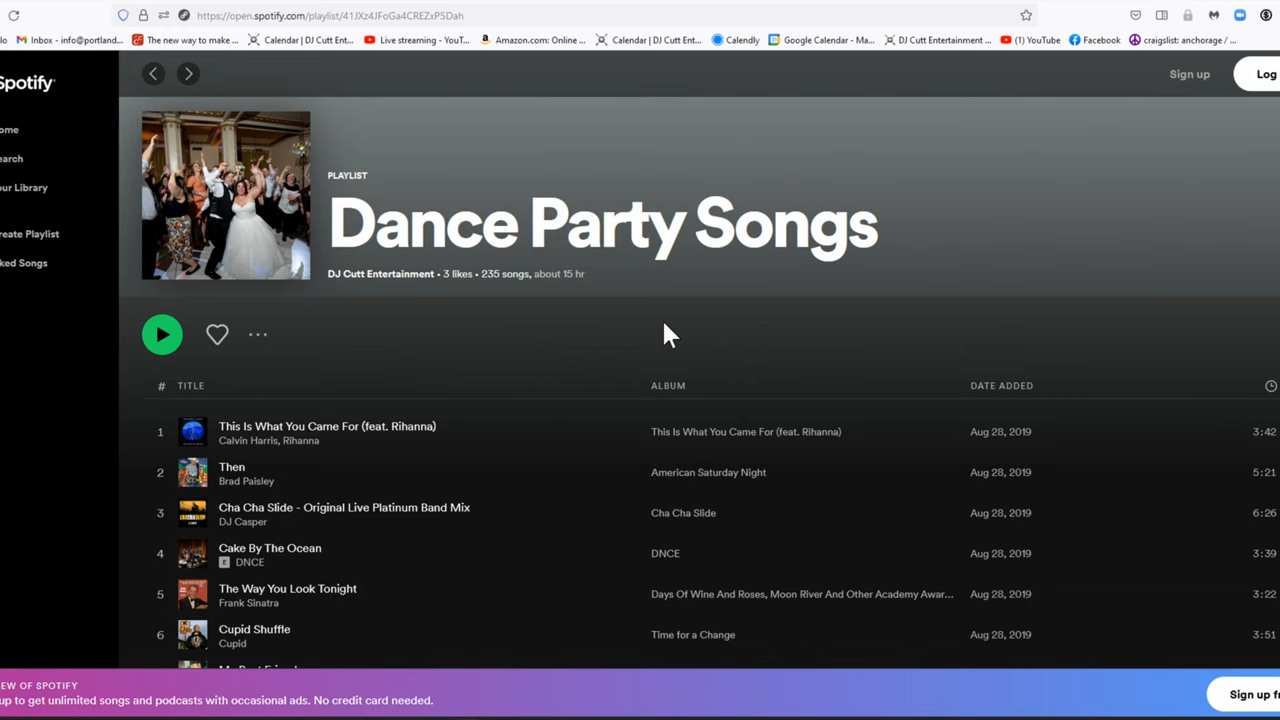 https://open.spotify.com/playlist/41JXz4JFoGa4CREZxP5Dah
Inbox - info@portland... The new way to make ... Calendar | DJ Cutt Ent... Live streaming - YouT... Amazon.com: Online ... Calendar | DJ Cutt Ent... Calendly Google Calendar - Ma... DJ Cutt Entertainment ... (1) YouTube Facebook craigslist: anchorage /...
Spotify
Sign up Log
ome
earch
our Library
reate Playlist
ked Songs
PLAYLIST
Dance Party Songs
DJ Cutt Entertainment • 3 likes • 235 songs, about 15 hr
# TITLE ALBUM DATE ADDED
1 This Is What You Came For (feat. Rihanna) This Is What You Came For (feat. Rihanna) Aug 28, 2019 3:42
Calvin Harris, Rihanna
2 Then American Saturday Night Aug 28, 2019 5:21
Brad Paisley
3 Cha Cha Slide - Original Live Platinum Band Mix Cha Cha Slide Aug 28, 2019 6:26
DJ Casper
4 Cake By The Ocean DNCE Aug 28, 2019 3:39
E DNCE
5 The Way You Look Tonight Days Of Wine And Roses, Moon River And Other Academy Awar... Aug 28, 2019 3:22
Frank Sinatra
6 Cupid Shuffle Time for a Change Aug 28, 2019 3:51
Cupid
EW OF SPOTIFY
up to get unlimited songs and podcasts with occasional ads. No credit card needed.
Sign up fr